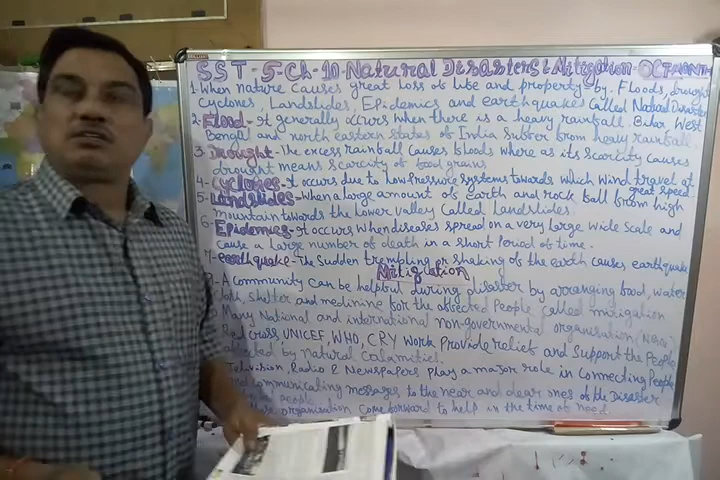 SST-5-Ch-10-Natural Disasters & Mitigation-OCT MONTH
1. When nature causes great loss of life and property by. Floods, drought
cyclones, Landslides, Epidemics and earthquakes called Natural Disaster
2- Flood- It generally occurs when there is a heavy rainfall. Bihar, West
Bengal and north eastern states of India suffer from heavy rainfall.
3- Drought- The excess rainfall causes floods where as its scarcity causes
drought means scarcity of food grains.
4- Cyclones- It occurs due to low pressure systems towards which wind travel at
great speed
5- Landslides- When a large amount of earth and rock fall from high
mountain towards the lower valley called landslides.
6- Epidemics- It occurs when diseases spread on a very large wide scale and
cause a large number of death in a short period of time.
7- earthquake- The Sudden trembling or shaking of the earth causes earthquake
Mitigation
A community can be helpful during disaster by arranging food, water
cloth, shelter and medinine for the affected people called mitigation
Many National and international non-governmental organisation (NGOs)
Red cross UNICEF, WHO, CRY work provide reliefs and support the people
affected by natural calamities.
Television, Radio & Newspapers play a major role in connecting people
and communicating messages to the near and dear ones of the Disaster
people
organisation come forward to help in the time of need